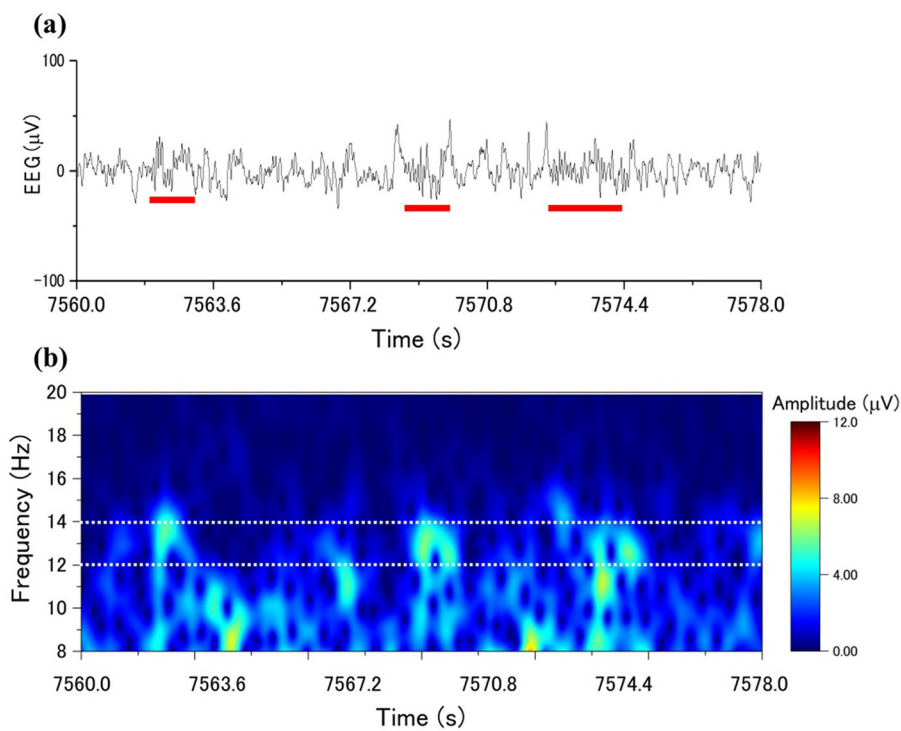 (a)
100
0
-100
EEG (μV)
7560.0 7563.6 7567.2 7570.8 7574.4 7578.0
Time (s)
(b)
20
18
16
14
12
10
8
Frequency (Hz)
7560.0 7563.6 7567.2 7570.8 7574.4 7578.0
Time (s)
Amplitude (μV)
12.0
8.00
4.00
0.00